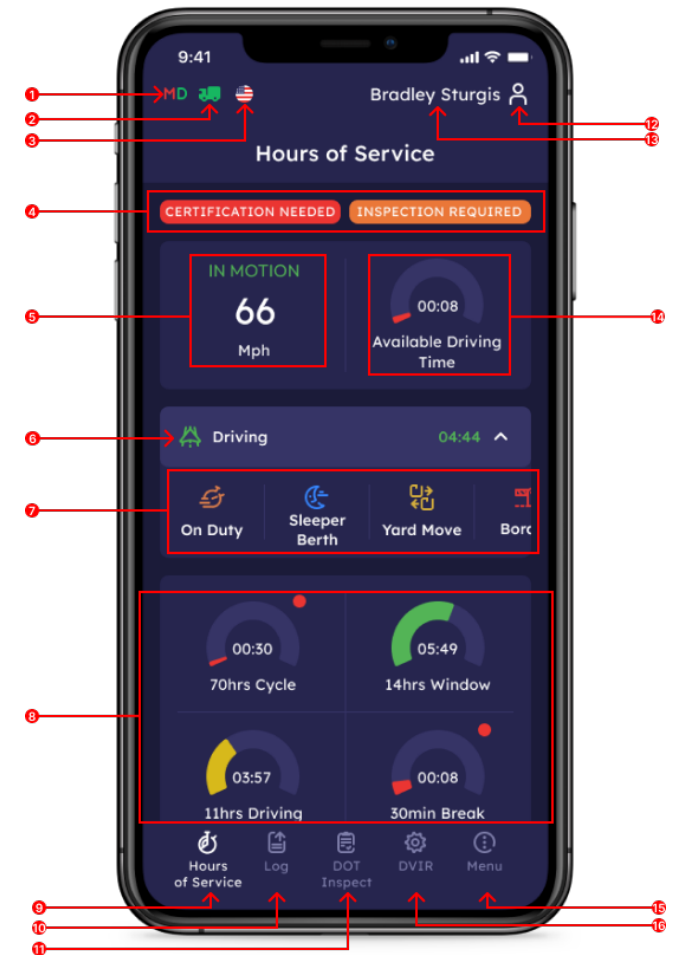 9:41
1
MD
Bradley Sturgis
2
3
12
13
Hours of Service
4
CERTIFICATION NEEDED
INSPECTION REQUIRED
IN MOTION
66
Mph
5
00:08
Available Driving
Time
14
6
Driving
04:44
7
On Duty
Sleeper
Berth
Yard Move
Bord
00:30
70hrs Cycle
05:49
14hrs Window
8
03:57
11hrs Driving
00:08
30min Break
Hours
of Service
Log
DOT
Inspect
DVIR
Menu
9
10
11
15
16